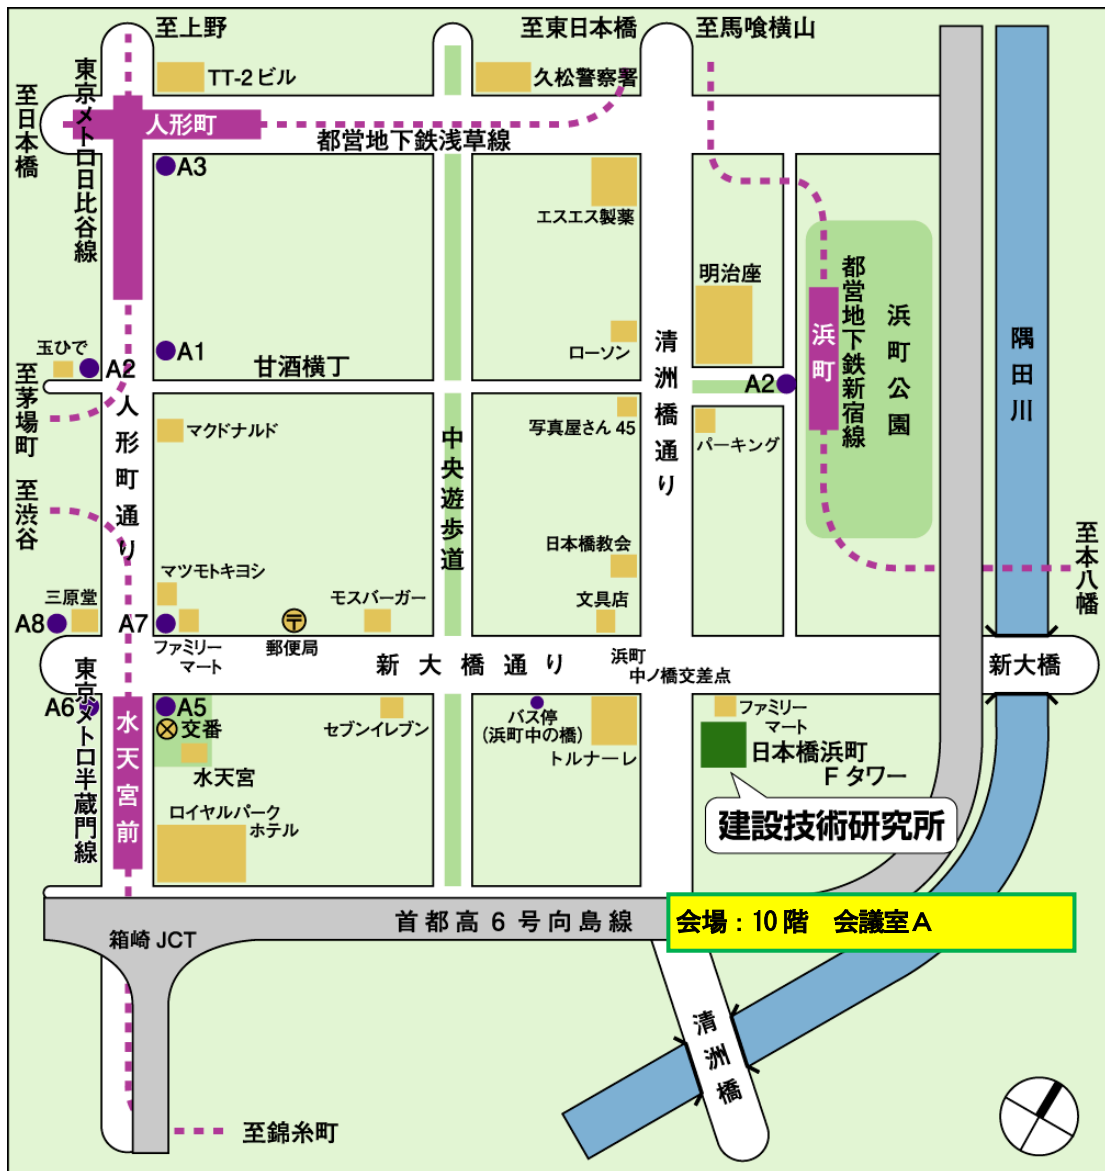 至上野
至東日本橋
至馬喰横山
TT-2ビル
久松警察署
至日本橋
東京メトロ日比谷線
人形町
都営地下鉄浅草線
A3
エスエス製薬
明治座
都営地下鉄新宿線
浜町
浜町公園
隅田川
玉ひで
A2
A1
甘酒横丁
ローソン
清洲橋通り
A2
至茅場町
人形町通り
マクドナルド
中央遊歩道
写真屋さん 45
パーキング
至渋谷
日本橋教会
至本八幡
マツモトキヨシ
三原堂
A8
A7
ファミリー
マート
郵便局
モスバーガー
文具店
新大橋通り
浜町
中ノ橋交差点
新大橋
東京メトロ半蔵門線
A6
A5
交番
水天宮前
水天宮
セブンイレブン
バス停
(浜町中の橋)
トルナーレ
ファミリー
マート
日本橋浜町
Fタワー
建設技術研究所
ロイヤルパーク
ホテル
首都高6号向島線
会場：10階　会議室A
箱崎JCT
清洲橋
至錦糸町